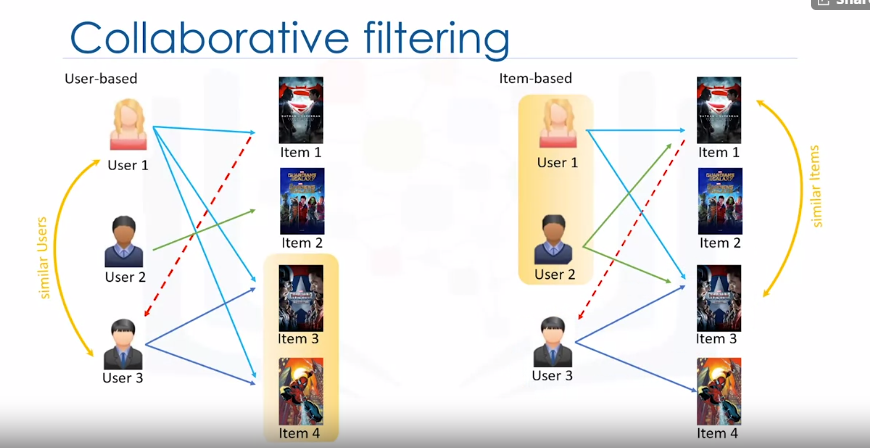 Share
Collaborative filtering
User-based
User 1
User 2
User 3
similar Users
Item 1
Item 2
Item 3
Item 4
Item-based
User 1
User 2
User 3
Item 1
Item 2
Item 3
Item 4
similar Items